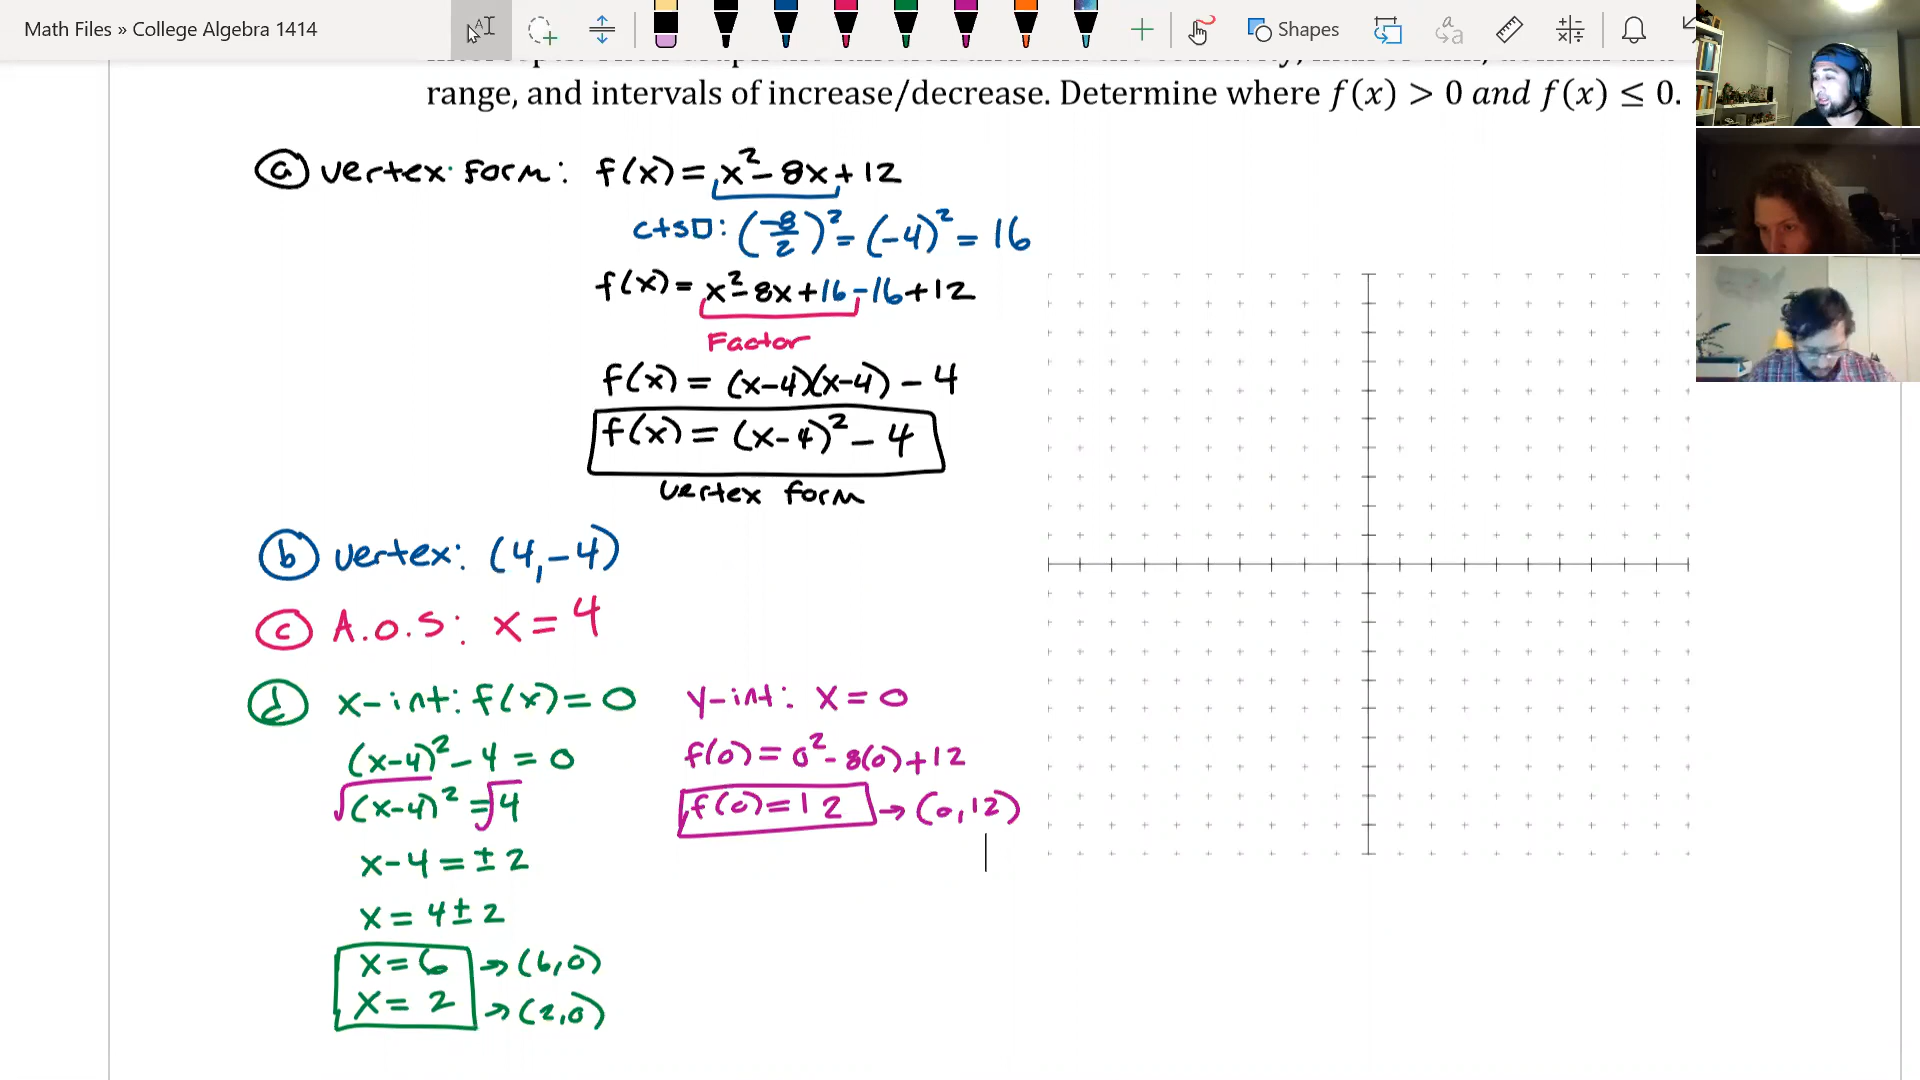 Math Files » College Algebra 1414
Shapes
range, and intervals of increase/decrease. Determine where f(x) > 0 and f(x) ≤ 0.
(a) vertex form: f(x) = x² - 8x + 12
cts□: (-8/2)² = (-4)² = 16
f(x) = x² - 8x + 16 - 16 + 12
Factor
f(x) = (x-4)(x-4) - 4
f(x) = (x-4)² - 4
vertex form
(b) vertex: (4, -4)
(c) A.o.S: x = 4
(d) x-int: f(x) = 0
(x-4)² - 4 = 0
√(x-4)² = √4
x - 4 = ± 2
x = 4 ± 2
x = 6 → (6,0)
x = 2 → (2,0)
y-int: x = 0
f(0) = 0² - 8(0) + 12
f(0) = 12 → (0,12)